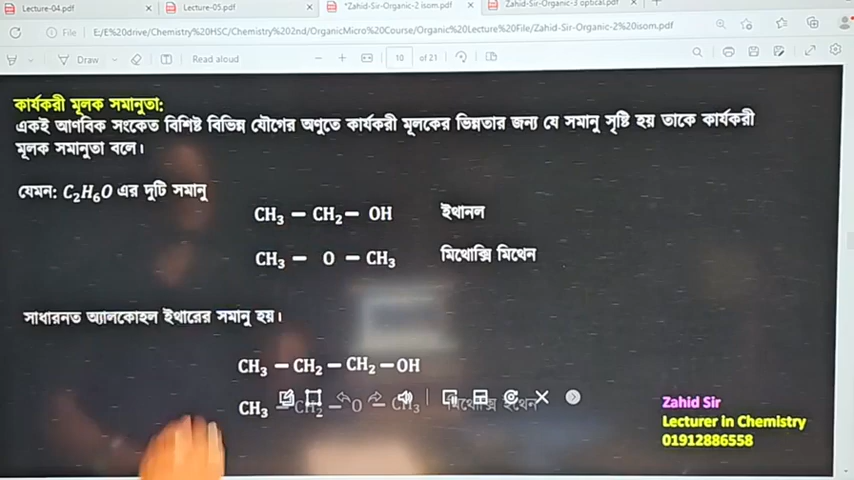 Lecture-04.pdf
Lecture-05.pdf
*Zahid-Sir-Organic-2 isom.pdf
Zahid-Sir-Organic-3 optical.pdf
File E:/E%20drive/Chemistry%20HSC/Chemistry%202nd/OrganicMicro%20Course/Organic%20Lecture%20File/Zahid-Sir-Organic-2%20isom.pdf
Draw Read aloud 10 of 21
কার্যকরী মূলক সমানুতা:
একই আণবিক সংকেত বিশিষ্ট বিভিন্ন যৌগের অণুতে কার্যকরী মূলকের ভিন্নতার জন্য যে সমানু সৃষ্টি হয় তাকে কার্যকরী
মূলক সমানুতা বলে।
যেমন: C₂H₆O এর দুটি সমানু
CH₃ – CH₂ – OH ইথানল
CH₃ – O – CH₃ মিথোক্সি মিথেন
সাধারনত অ্যালকোহল ইথারের সমানু হয়।
CH₃ – CH₂ – CH₂ – OH
CH₃ – CH₂ – O – CH₃ মিথোক্সি ইথেন
Zahid Sir
Lecturer in Chemistry
01912886558